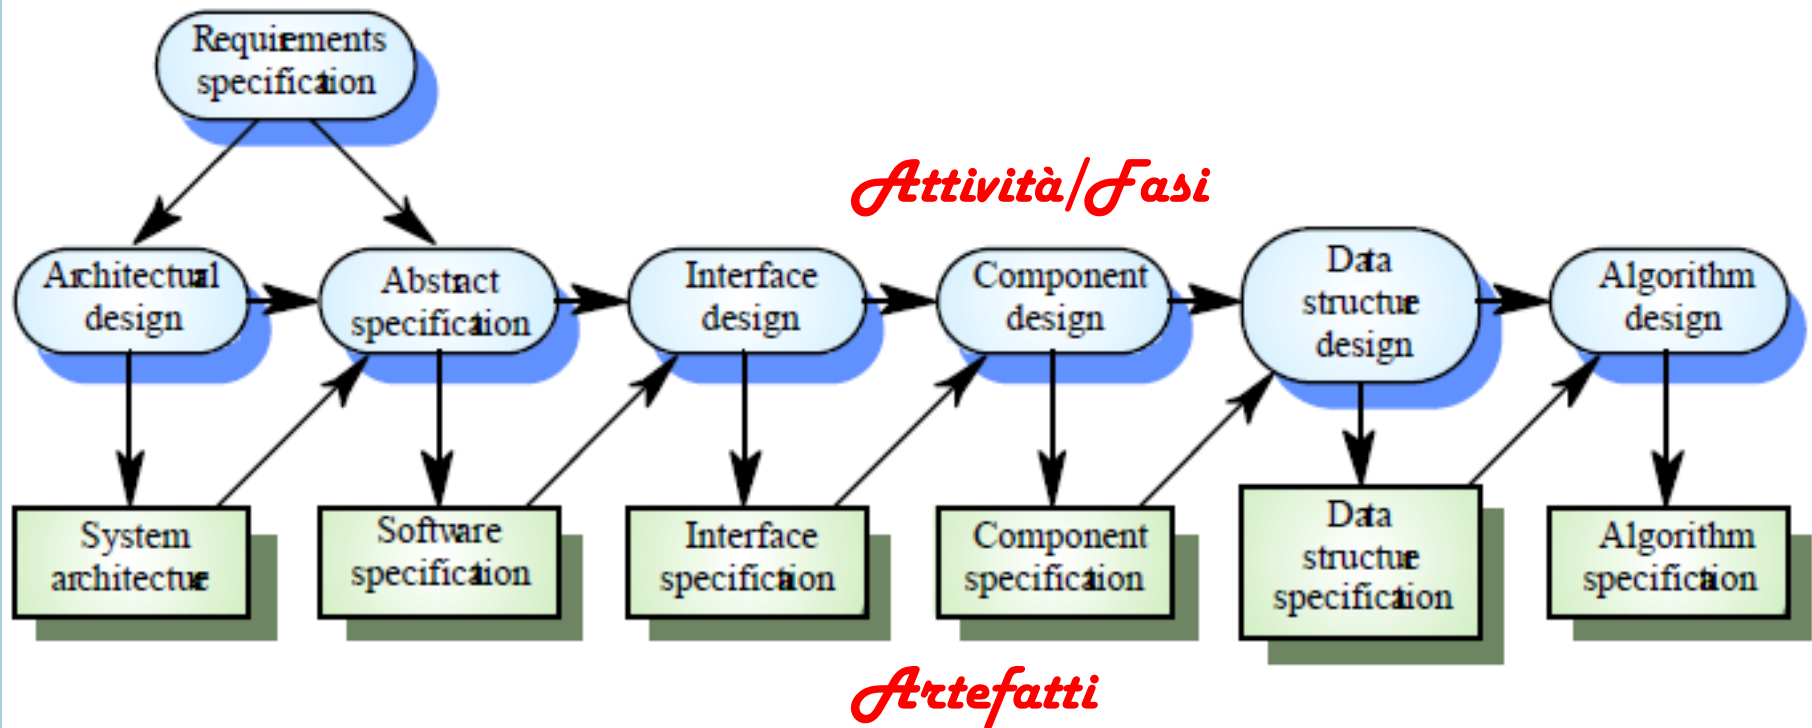 Requirements
specification
Attività/Fasi
Architectural
design
Abstract
specification
Interface
design
Component
design
Data
structure
design
Algorithm
design
System
architecture
Software
specification
Interface
specification
Component
specification
Data
structure
specification
Algorithm
specification
Artefatti